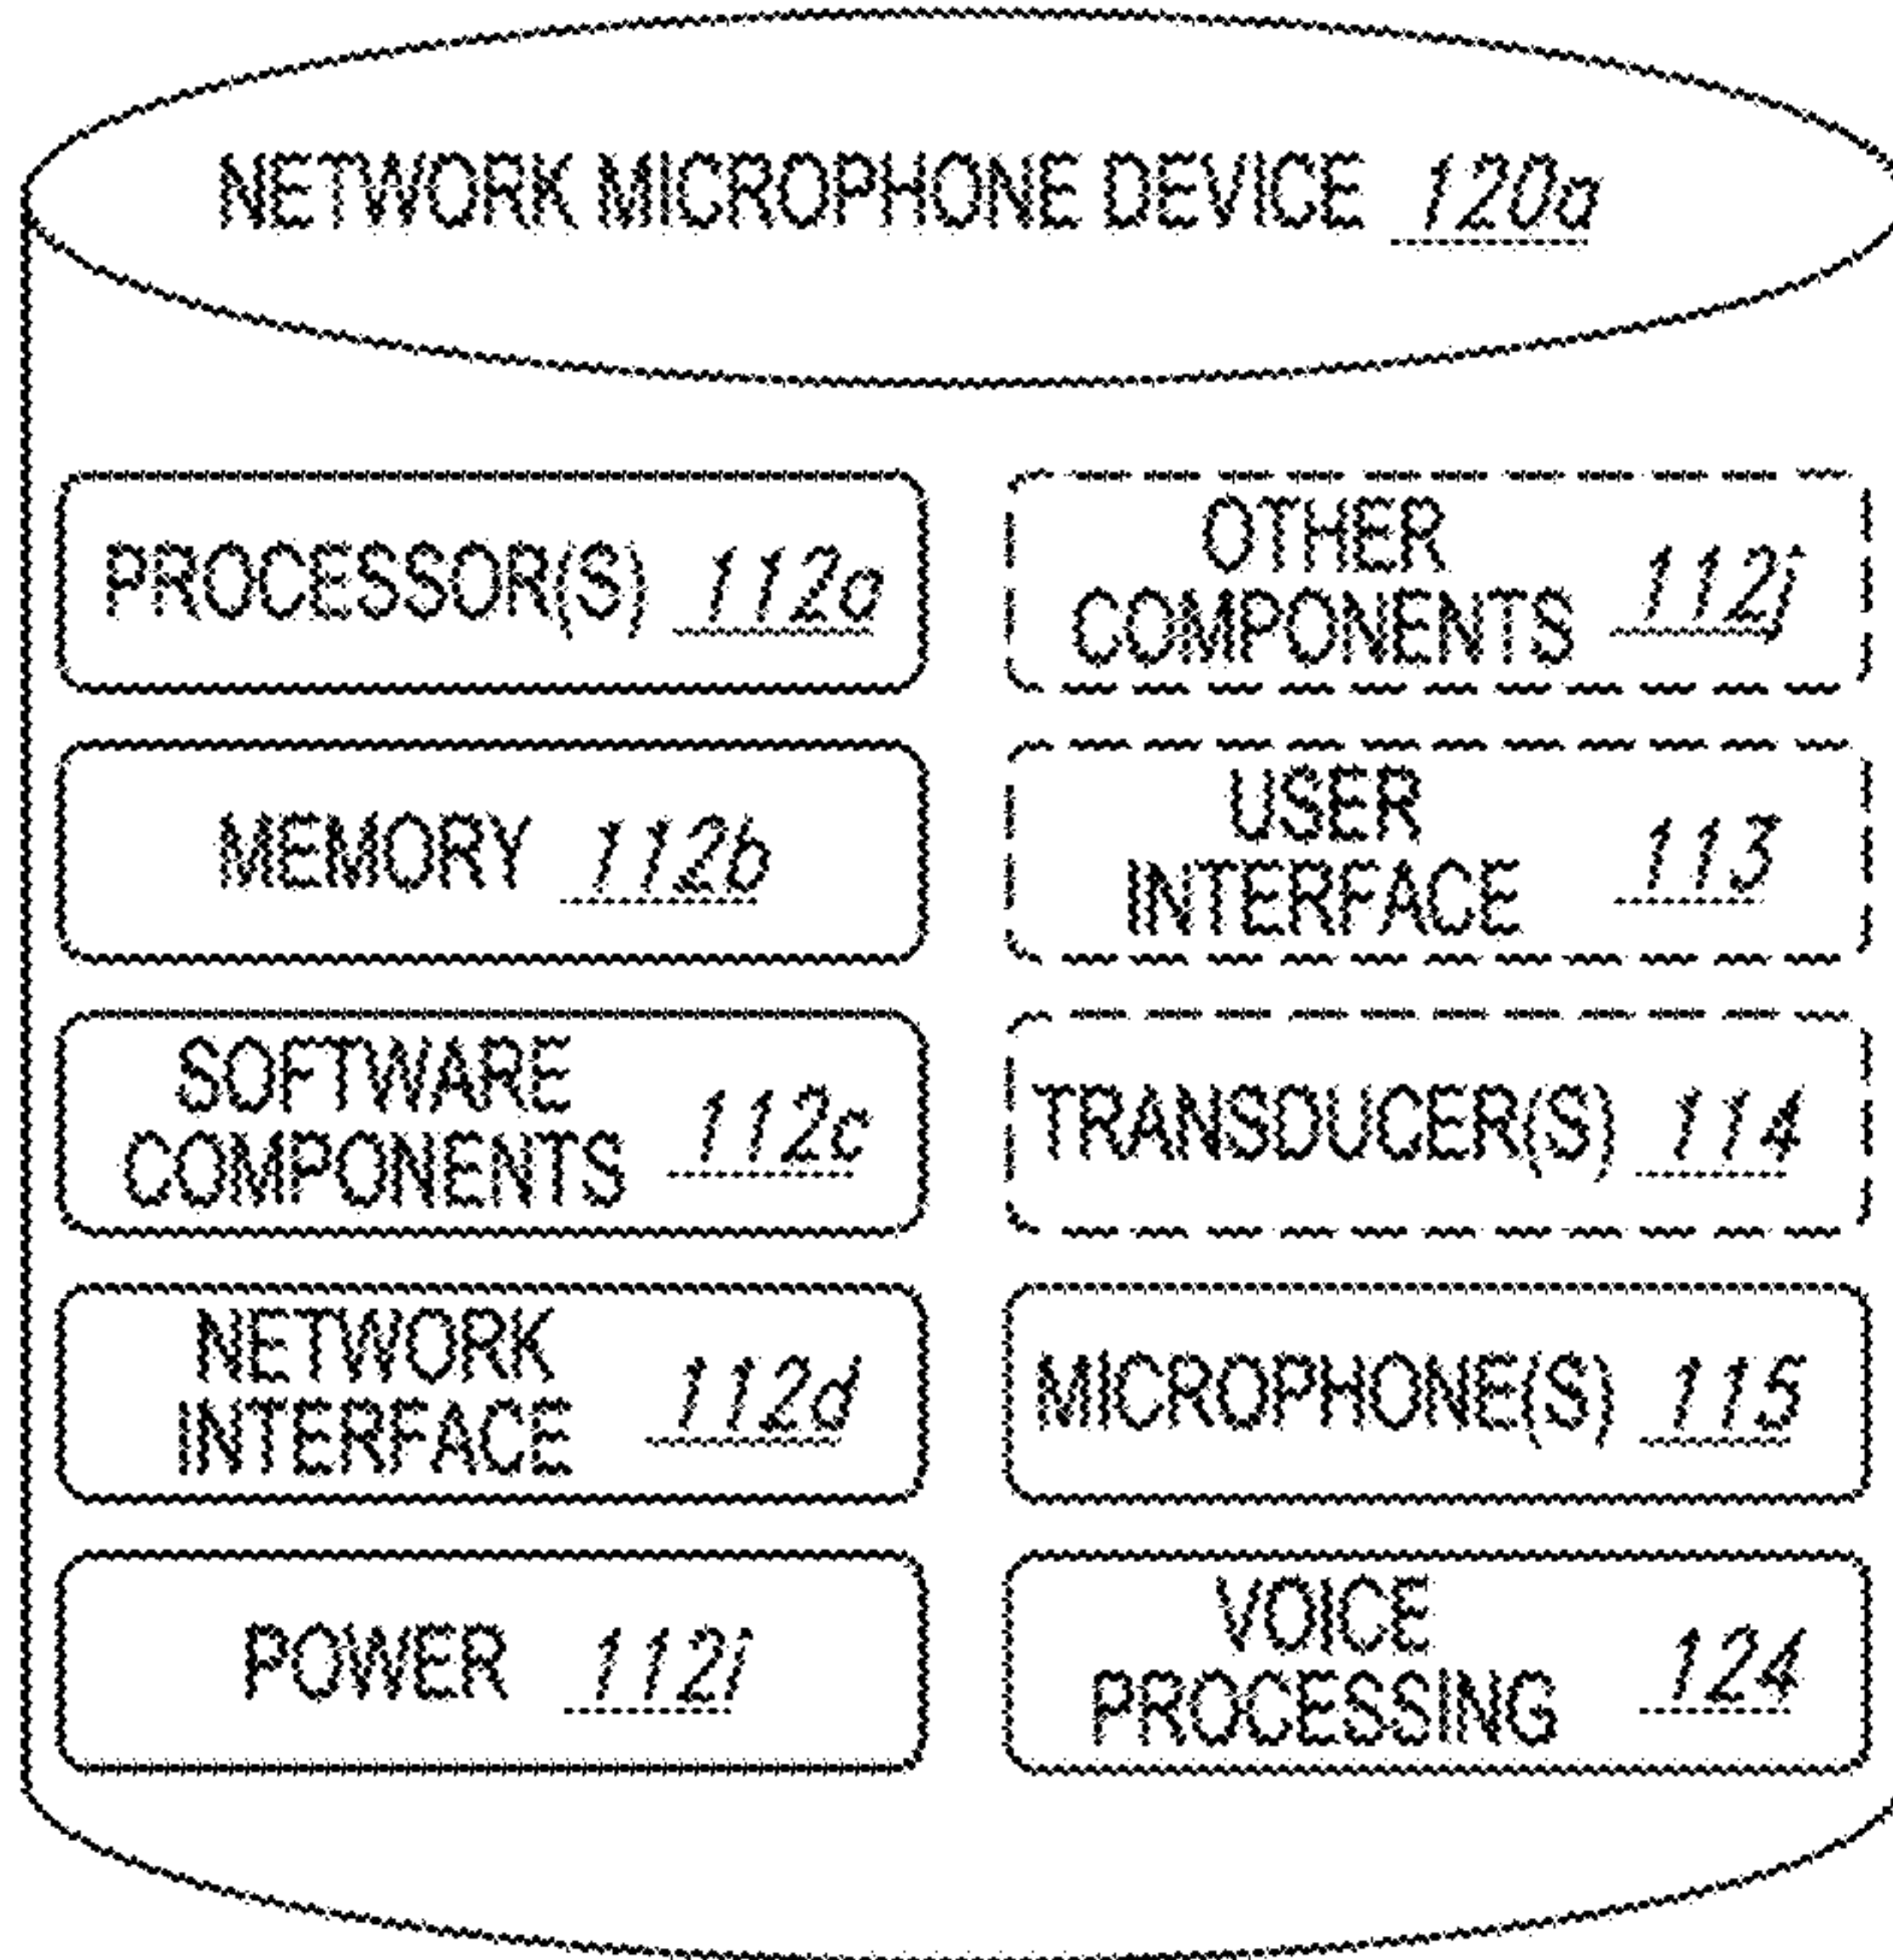 NETWORK MICROPHONE DEVICE 120a
PROCESSOR(S) 112a
MEMORY 112b
SOFTWARE
COMPONENTS 112c
NETWORK
INTERFACE 112d
POWER 112i
OTHER
COMPONENTS 112j
USER
INTERFACE 113
TRANSDUCER(S) 114
MICROPHONE(S) 115
VOICE
PROCESSING 124